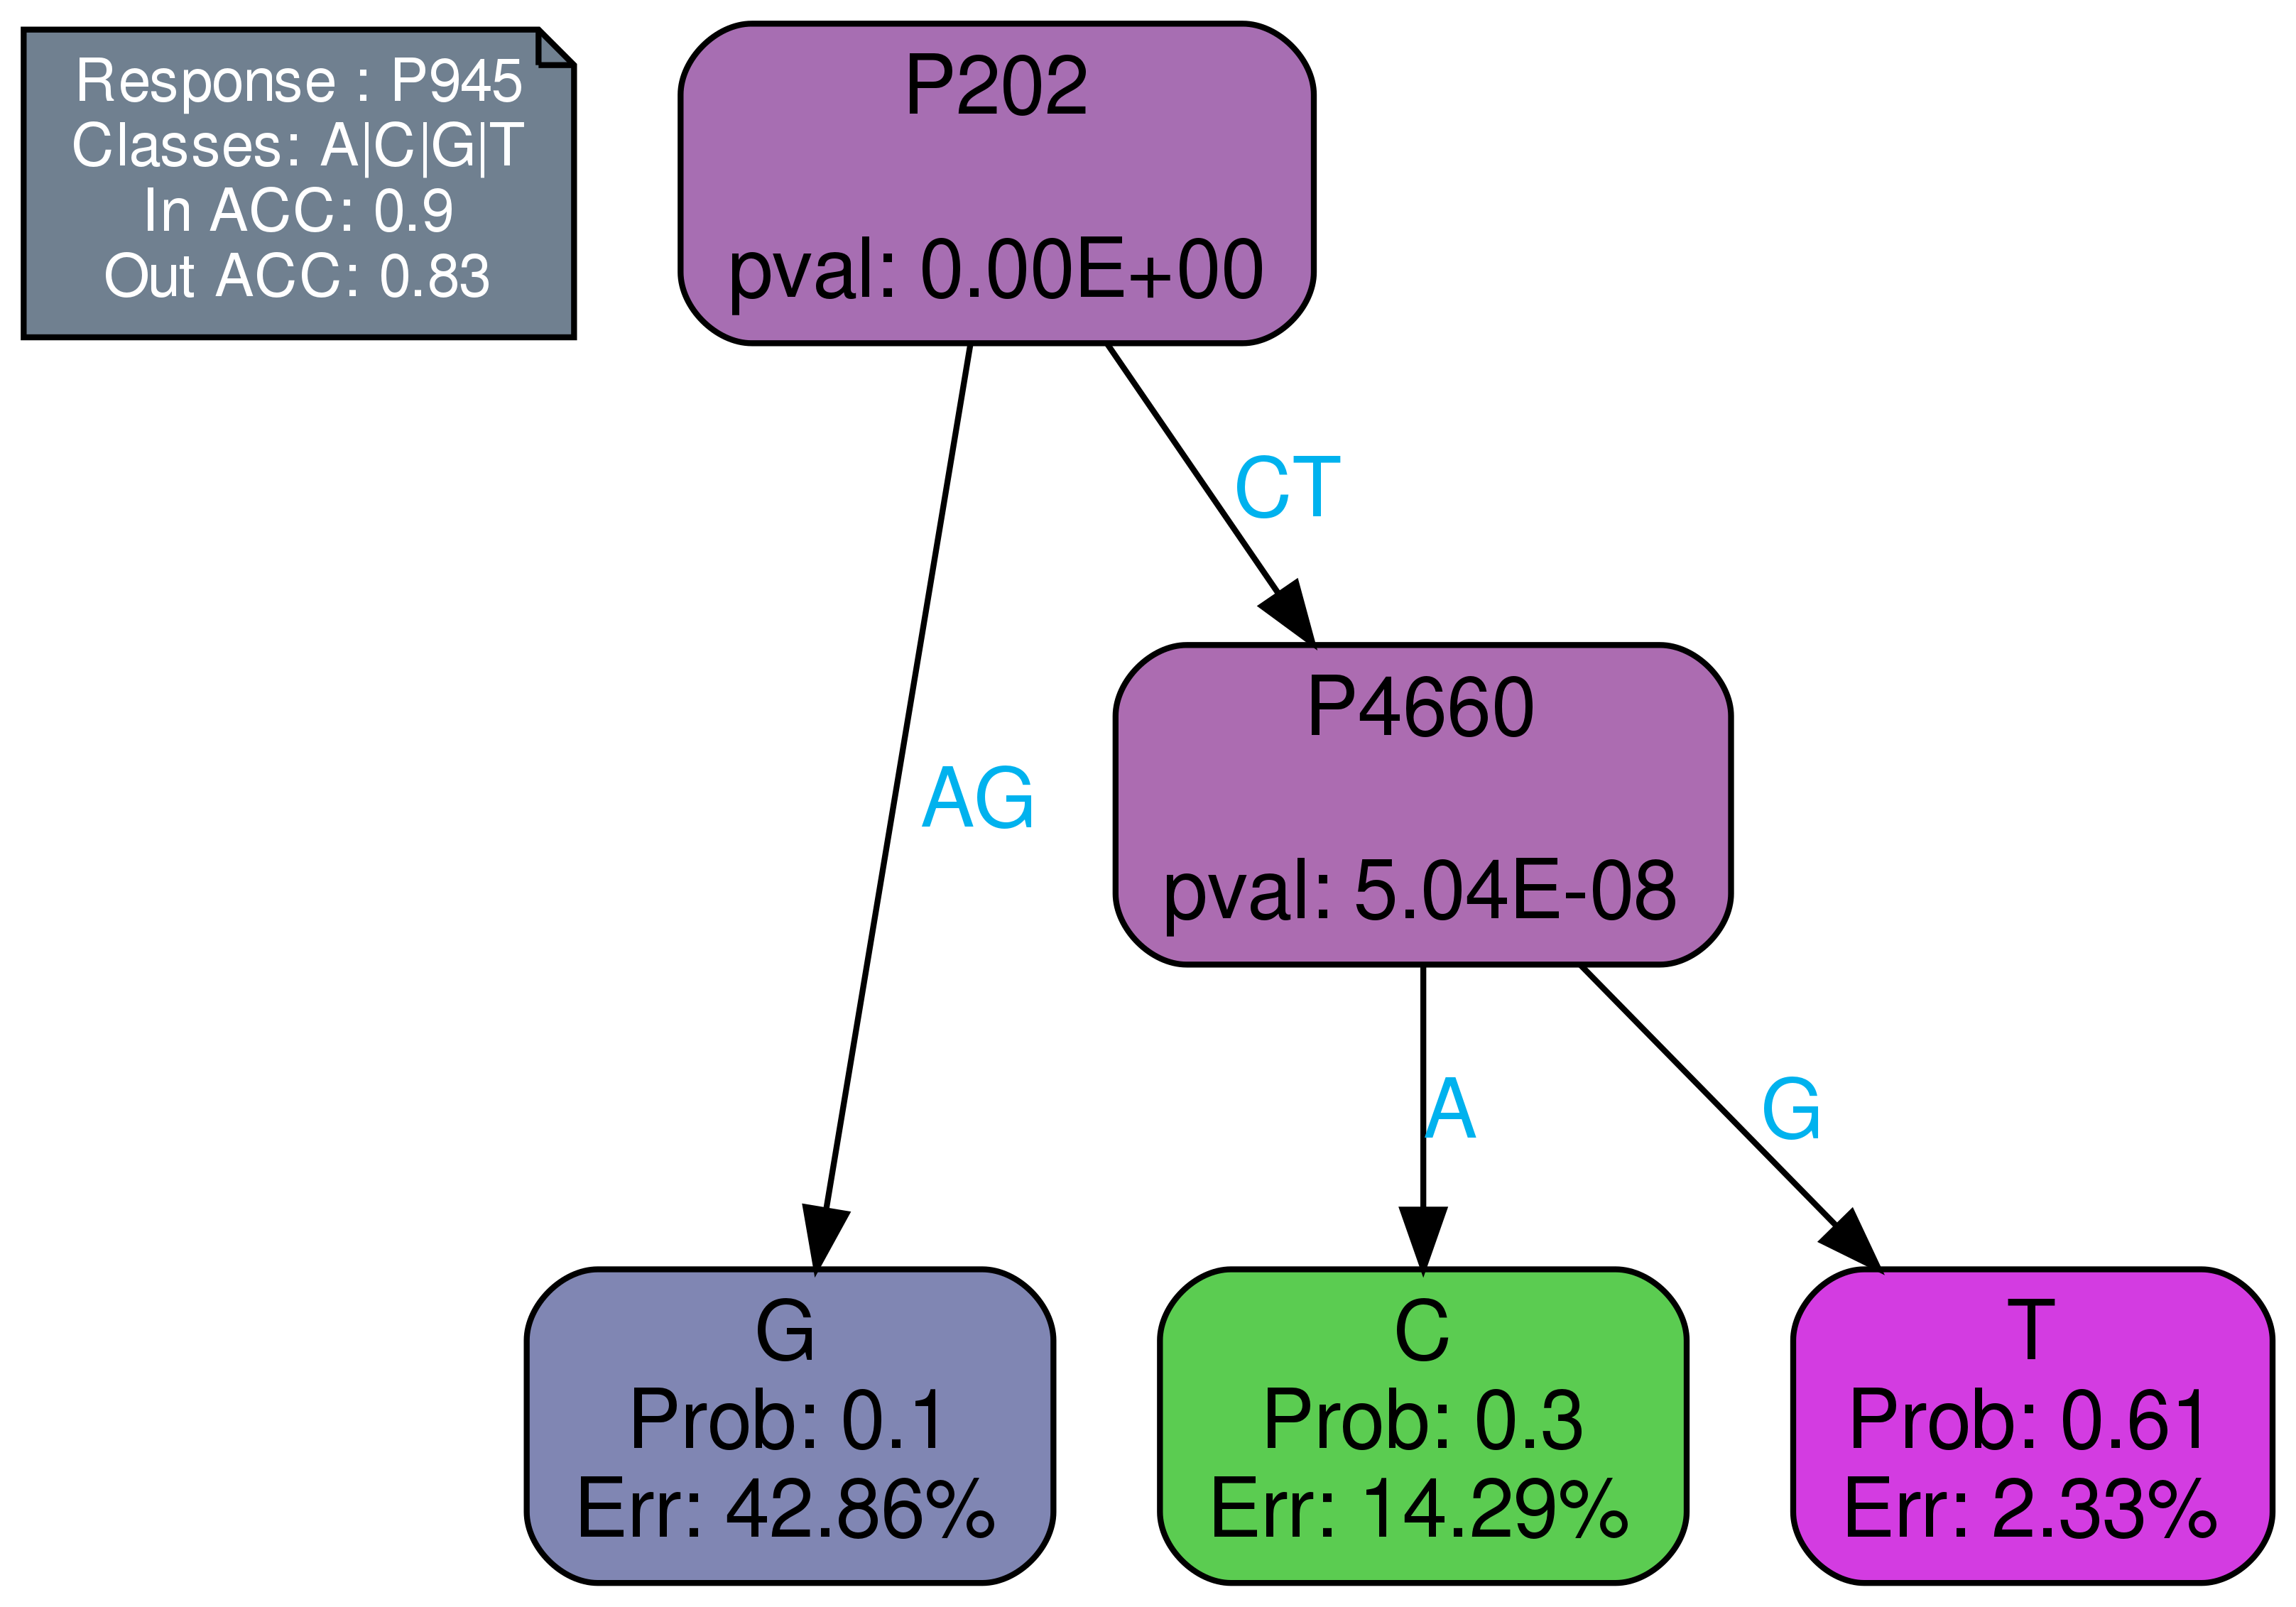 Response : P945
Classes: A|C|G|T
In ACC: 0.9
Out ACC: 0.83
P202
pval: 0.00E+00
CT
P4660
pval: 5.04E-08
AG
A
G
G
Prob: 0.1
Err: 42.86%
C
Prob: 0.3
Err: 14.29%
T
Prob: 0.61
Err: 2.33%